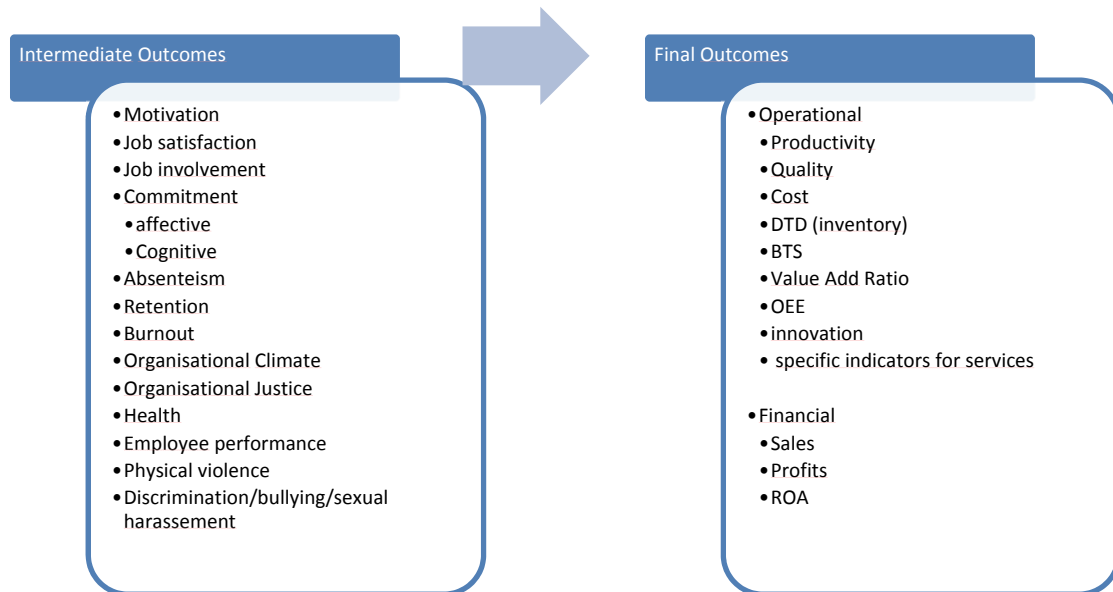 Intermediate Outcomes
•Motivation
•Job satisfaction
•Job involvement
•Commitment
•affective
•Cognitive
•Absenteism
•Retention
•Burnout
•Organisational Climate
•Organisational Justice
•Health
•Employee performance
•Physical violence
•Discrimination/bullying/sexual
harassement
Final Outcomes
•Operational
•Productivity
•Quality
•Cost
•DTD (inventory)
•BTS
•Value Add Ratio
•OEE
•innovation
• specific indicators for services
•Financial
•Sales
•Profits
•ROA